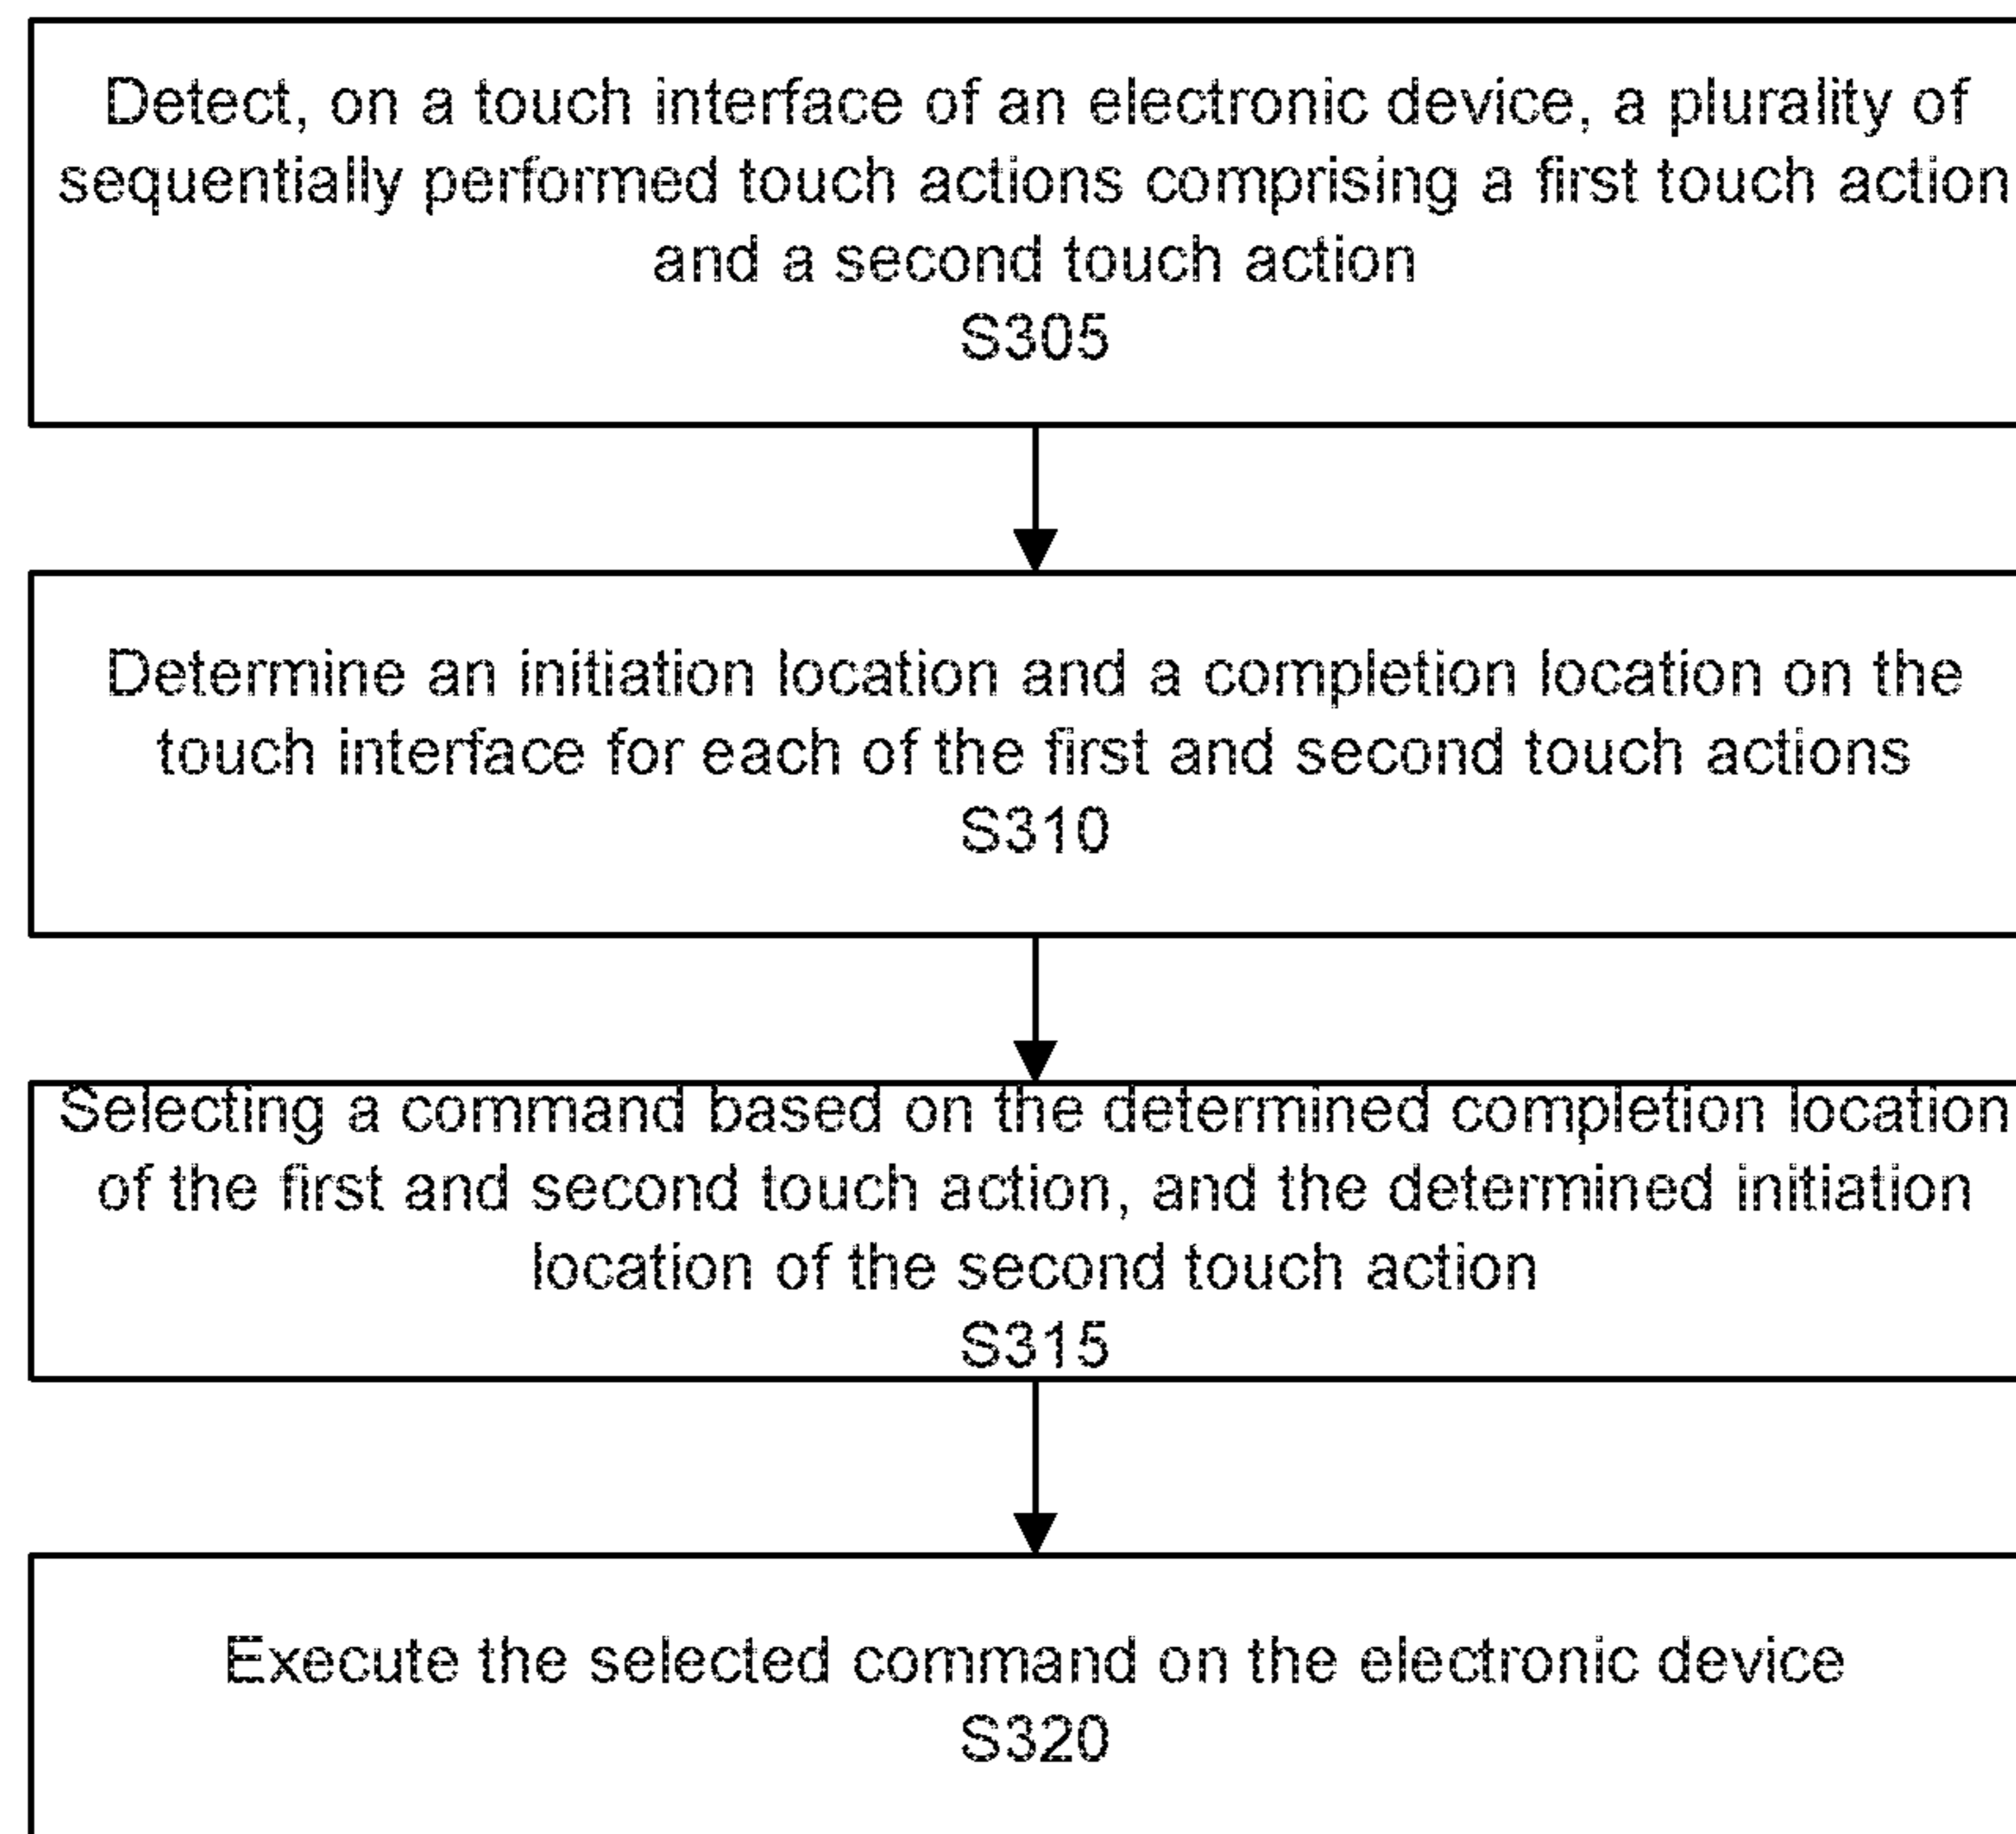 Detect, on a touch interface of an electronic device, a plurality of
sequentially performed touch actions comprising a first touch action
and a second touch action
S305
Determine an initiation location and a completion location on the
touch interface for each of the first and second touch actions
S310
Selecting a command based on the determined completion location
of the first and second touch action, and the determined initiation
location of the second touch action
S315
Execute the selected command on the electronic device
S320